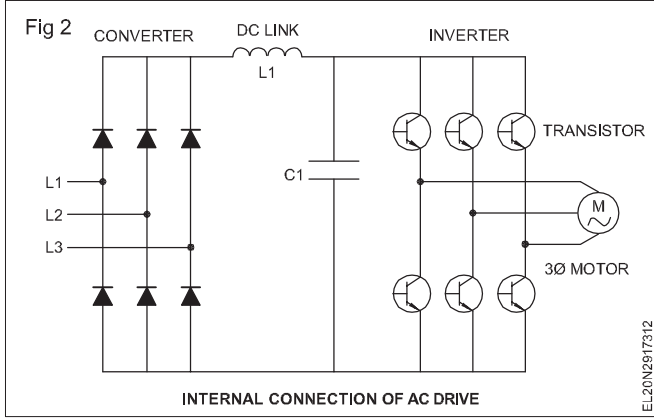 Fig 2
CONVERTER
DC LINK
INVERTER
L1
TRANSISTOR
C1
L1
L2
L3
M
3Ø MOTOR
EL20N2917312
INTERNAL CONNECTION OF AC DRIVE